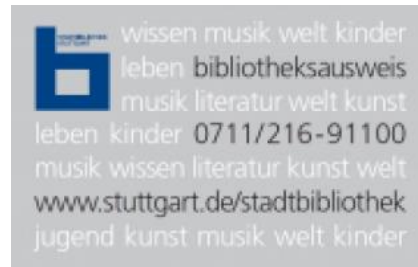 wissen musik welt kinder
leben bibliotheksausweis
musik literatur welt kunst
leben kinder 0711/216-91100
musik wissen literatur kunst welt
www.stuttgart.de/stadtbibliothek
jugend kunst musik welt kinder